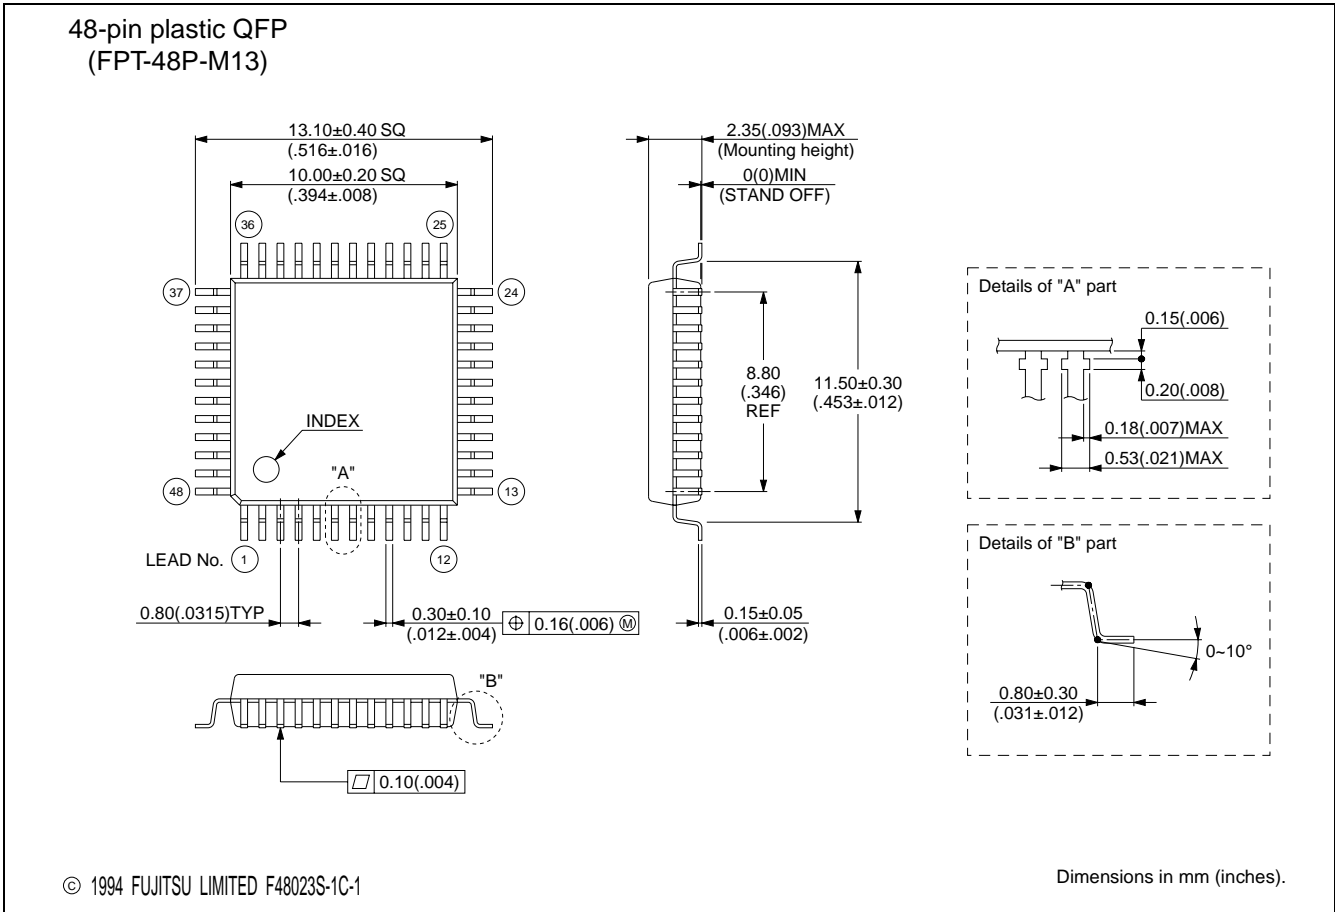 48-pin plastic QFP
(FPT-48P-M13)
13.10±0.40 SQ
(.516±.016)
10.00±0.20 SQ
(.394±.008)
2.35(.093)MAX
(Mounting height)
0(0)MIN
(STAND OFF)
36
25
37
24
INDEX
"A"
48
13
LEAD No.
1
12
0.80(.0315)TYP
0.30±0.10
(.012±.004)
⌖ 0.16(.006) Ⓜ
8.80
(.346)
REF
11.50±0.30
(.453±.012)
0.15±0.05
(.006±.002)
"B"
⏥ 0.10(.004)
Details of "A" part
0.15(.006)
0.20(.008)
0.18(.007)MAX
0.53(.021)MAX
Details of "B" part
0~10°
0.80±0.30
(.031±.012)
© 1994 FUJITSU LIMITED F48023S-1C-1
Dimensions in mm (inches).